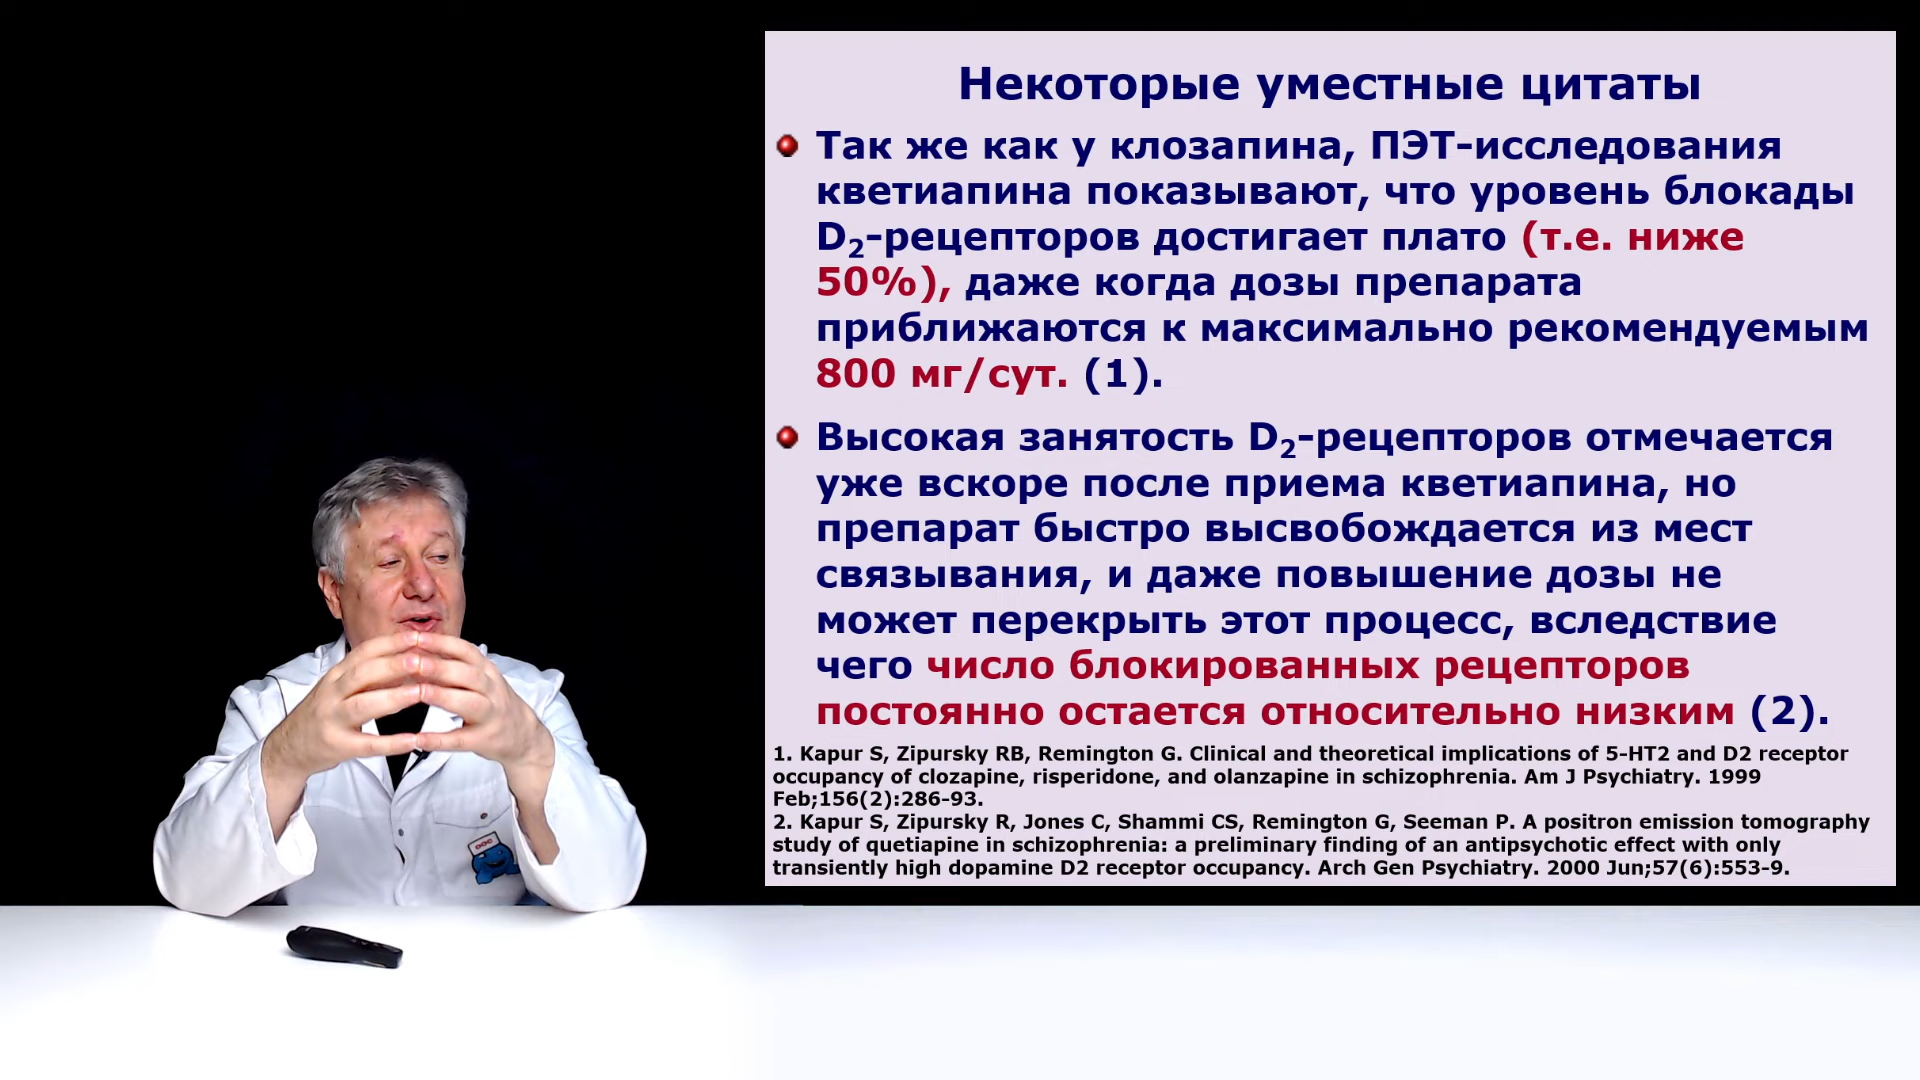 Некоторые уместные цитаты
Так же как у клозапина, ПЭТ-исследования
кветиапина показывают, что уровень блокады
D₂-рецепторов достигает плато (т.е. ниже
50%), даже когда дозы препарата
приближаются к максимально рекомендуемым
800 мг/сут. (1).
Высокая занятость D₂-рецепторов отмечается
уже вскоре после приема кветиапина, но
препарат быстро высвобождается из мест
связывания, и даже повышение дозы не
может перекрыть этот процесс, вследствие
чего число блокированных рецепторов
постоянно остается относительно низким (2).
1. Kapur S, Zipursky RB, Remington G. Clinical and theoretical implications of 5-HT2 and D2 receptor
occupancy of clozapine, risperidone, and olanzapine in schizophrenia. Am J Psychiatry. 1999
Feb;156(2):286-93.
2. Kapur S, Zipursky R, Jones C, Shammi CS, Remington G, Seeman P. A positron emission tomography
study of quetiapine in schizophrenia: a preliminary finding of an antipsychotic effect with only
transiently high dopamine D2 receptor occupancy. Arch Gen Psychiatry. 2000 Jun;57(6):553-9.